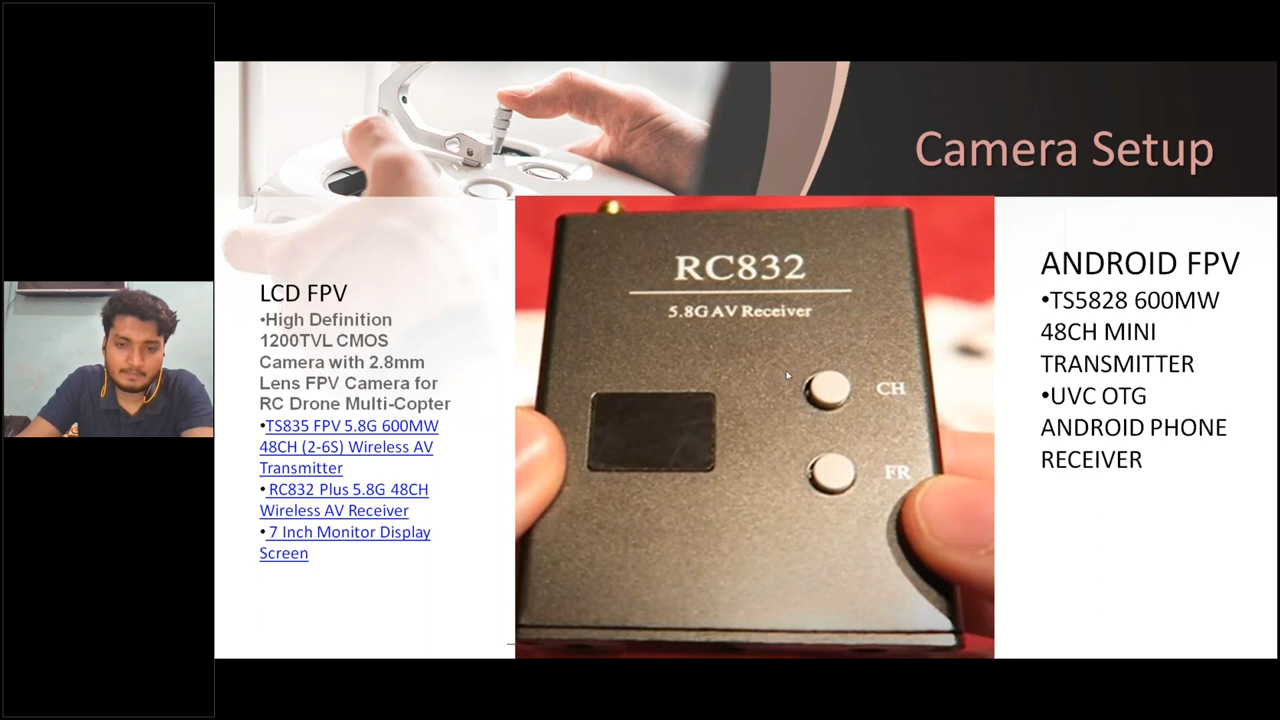 Camera Setup
LCD FPV
•High Definition
1200TVL CMOS
Camera with 2.8mm
Lens FPV Camera for
RC Drone Multi-Copter
•TS835 FPV 5.8G 600MW
48CH (2-6S) Wireless AV
Transmitter
• RC832 Plus 5.8G 48CH
Wireless AV Receiver
• 7 Inch Monitor Display
Screen
RC832
5.8G AV Receiver
CH
FR
ANDROID FPV
•TS5828 600MW
48CH MINI
TRANSMITTER
•UVC OTG
ANDROID PHONE
RECEIVER